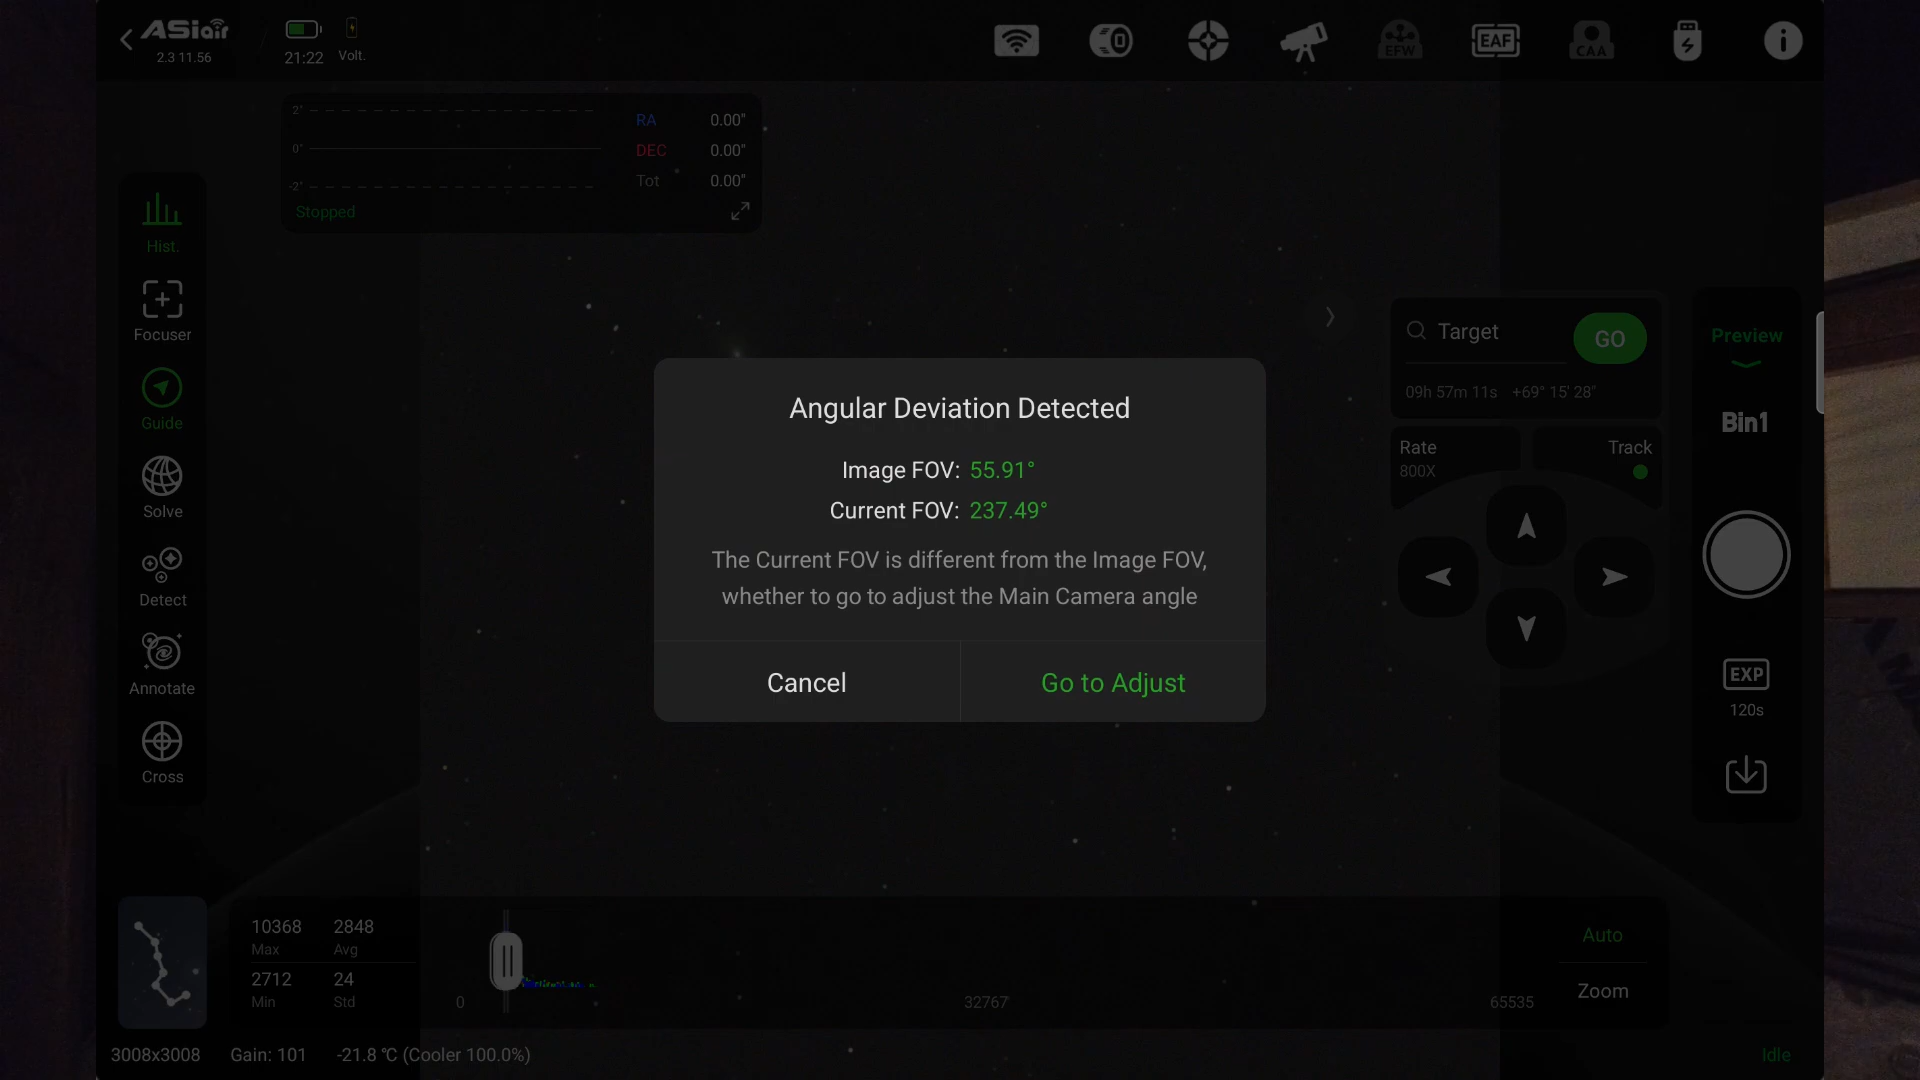 ASiair
2.3 11.56
21:22
Volt.
EFW
EAF
CAA
2"
0"
-2"
RA 0.00"
DEC 0.00"
Tot 0.00"
Stopped
Hist.
Focuser
Guide
Solve
Detect
Annotate
Cross
Target
GO
09h 57m 11s +69° 15' 28"
Rate
800X
Track
Preview
Bin1
EXP
120s
Angular Deviation Detected
Image FOV: 55.91°
Current FOV: 237.49°
The Current FOV is different from the Image FOV,
whether to go to adjust the Main Camera angle
Cancel
Go to Adjust
10368 2848
Max Avg
2712 24
Min Std
0
32767
65535
Auto
Zoom
3008x3008 Gain: 101 -21.8 ℃ (Cooler 100.0%)
Idle